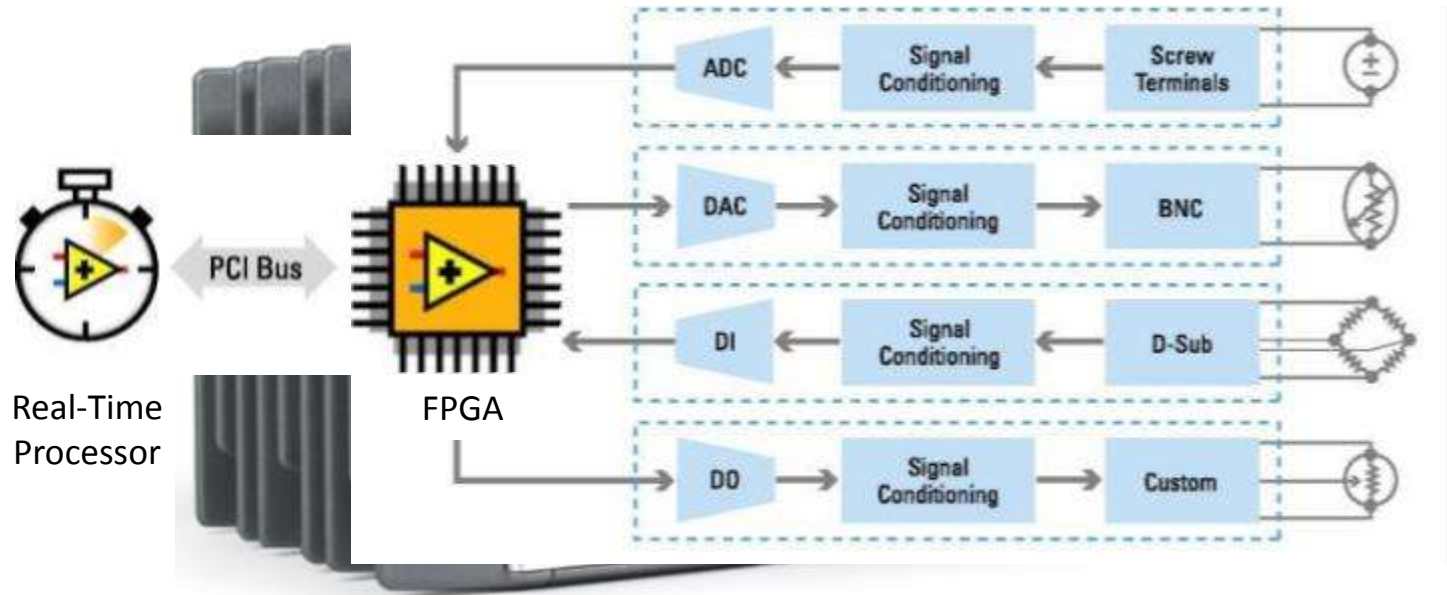 ADC
Signal
Conditioning
Screw
Terminals
DAC
Signal
Conditioning
BNC
PCI Bus
DI
Signal
Conditioning
D-Sub
Real-Time
Processor
FPGA
DO
Signal
Conditioning
Custom